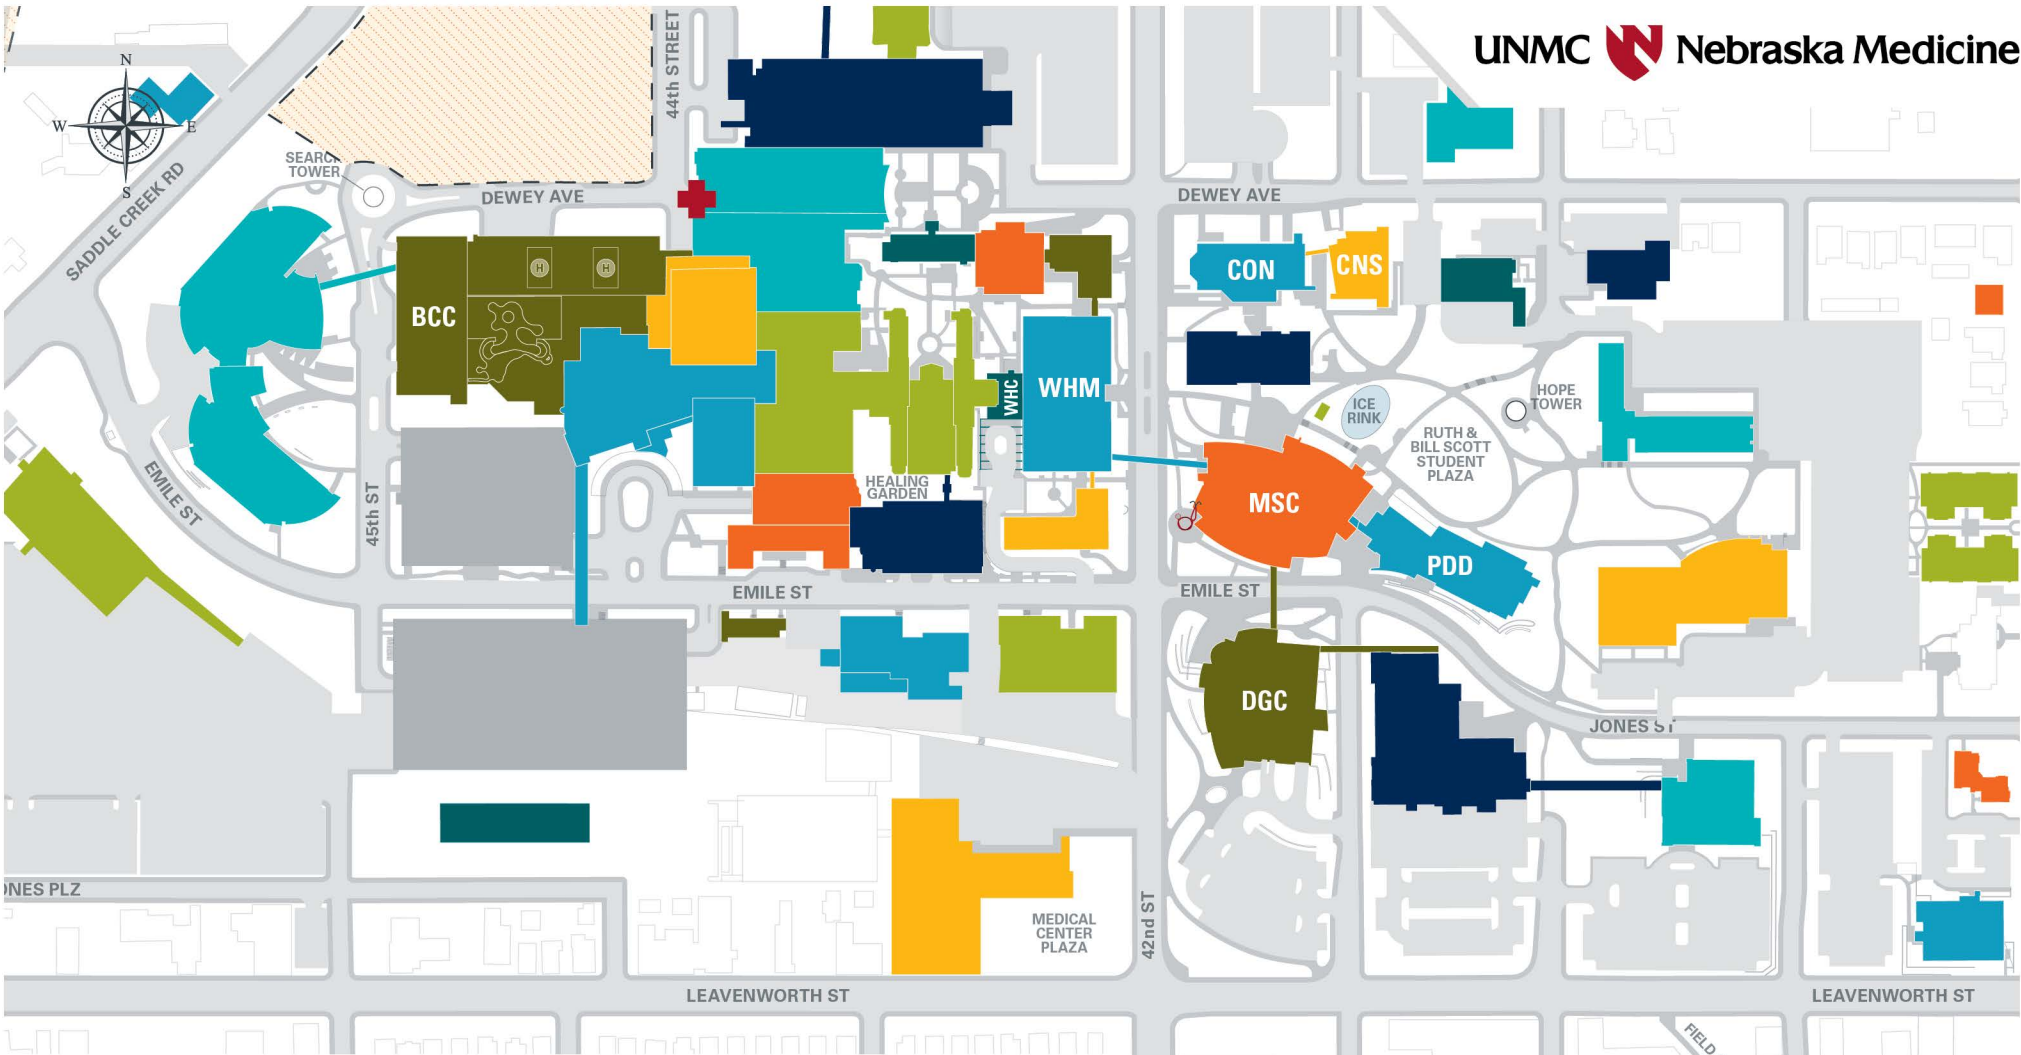 UNMC Nebraska Medicine
44th STREET
N
W
E
S
SEARCH
TOWER
SADDLE CREEK RD
DEWEY AVE
DEWEY AVE
H
H
CON
CNS
BCC
WHC
WHM
ICE
RINK
HOPE
TOWER
RUTH &
BILL SCOTT
STUDENT
PLAZA
EMILE ST
45th ST
HEALING
GARDEN
MSC
PDD
EMILE ST
EMILE ST
DGC
JONES ST
ONES PLZ
MEDICAL
CENTER
PLAZA
42nd ST
LEAVENWORTH ST
LEAVENWORTH ST
FIELD